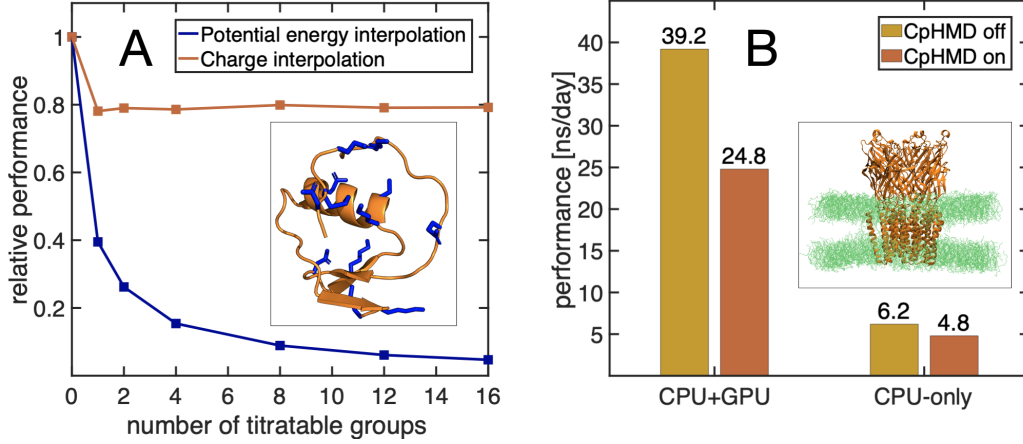 A
Potential energy interpolation
Charge interpolation
relative performance
1
0.8
0.6
0.4
0.2
0 2 4 6 8 10 12 14 16
number of titratable groups
B
CpHMD off
CpHMD on
performance [ns/day]
40
35
30
25
20
15
10
5
39.2
24.8
6.2
4.8
CPU+GPU CPU-only